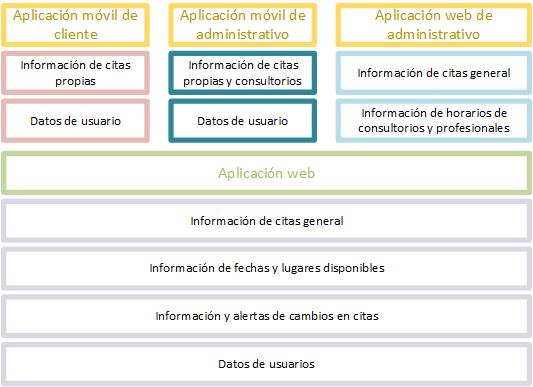 Aplicación móvil de
cliente
Aplicación móvil de
administrativo
Aplicación web de
administrativo
Información de citas
propias
Información de citas
propias y consultorios
Información de citas general
Datos de usuario
Datos de usuario
Información de horarios de
consultorios y profesionales
Aplicación web
Información de citas general
Información de fechas y lugares disponibles
Información y alertas de cambios en citas
Datos de usuarios